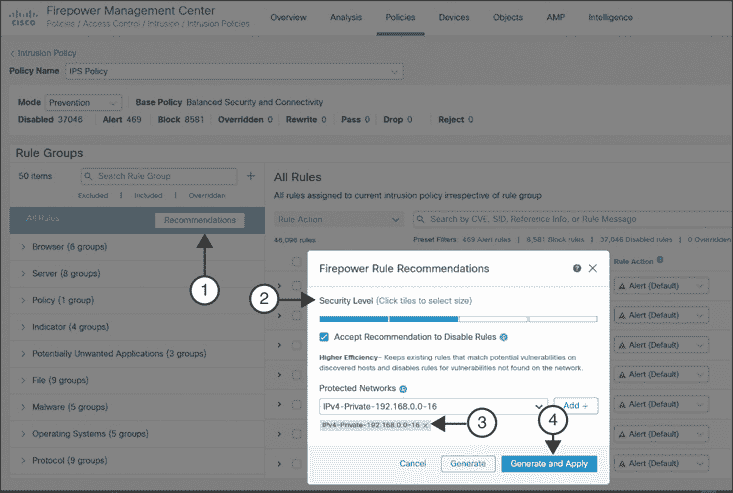 CISCO
Firepower Management Center
Policies / Access Control / Intrusion / Intrusion Policies
Overview Analysis Policies Devices Objects AMP Intelligence
< Intrusion Policy
Policy Name IPS Policy
Mode Prevention Base Policy Balanced Security and Connectivity
Disabled 37046 Alert 469 Block 8581 Overridden 0 Rewrite 0 Pass 0 Drop 0 Reject 0
Rule Groups
50 items Search Rule Group +
Excluded | Included | Overridden
All Rules Recommendations
> Browser (6 groups)
> Server (8 groups)
> Policy (1 group)
> Indicator (4 groups)
> Potentially Unwanted Applications (3 groups)
> File (9 groups)
> Malware (5 groups)
> Operating Systems (5 groups)
> Protocol (9 groups)
All Rules
All rules assigned to current intrusion policy irrespective of rule group
Rule Action Search by CVE, SID, Reference Info, or Rule Message
46,096 rules Preset Filters: 469 Alert rules | 8,581 Block rules | 37,046 Disabled rules | 0 Overridden
Rule Action
Alert (Default)
Alert (Default)
Alert (Default)
Alert (Default)
Alert (Default)
Alert (Default)
Alert (Default)
Firepower Rule Recommendations
Security Level (Click tiles to select size)
Accept Recommendation to Disable Rules
Higher Efficiency– Keeps existing rules that match potential vulnerabilities on
discovered hosts and disables rules for vulnerabilities not found on the network.
Protected Networks
IPv4-Private-192.168.0.0-16 Add +
IPv4-Private-192.168.0.0-16 ×
Cancel Generate Generate and Apply
1
2
3
4